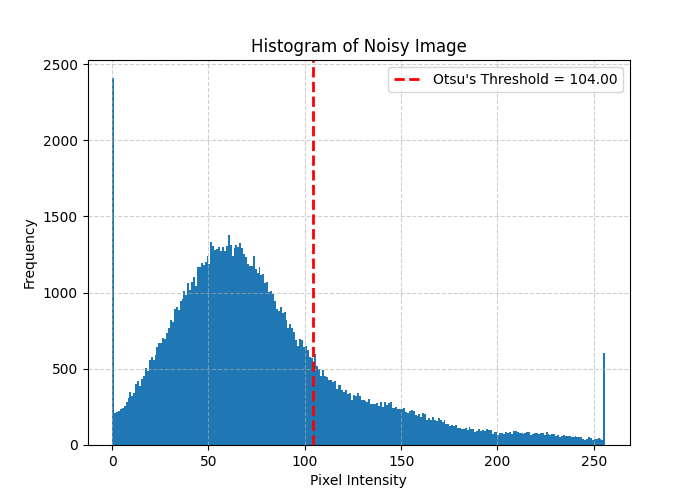 Histogram of Noisy Image
Otsu's Threshold = 104.00
2500
2000
1500
1000
500
0
Frequency
0 50 100 150 200 250
Pixel Intensity